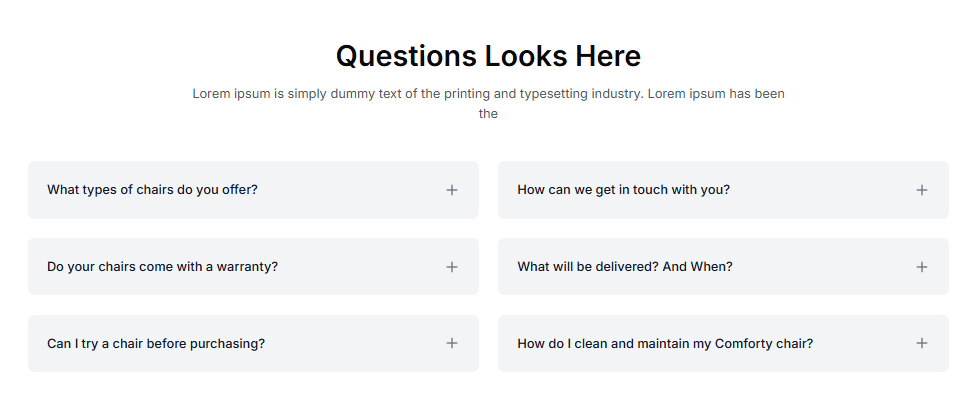 Questions Looks Here
Lorem ipsum is simply dummy text of the printing and typesetting industry. Lorem ipsum has been
the
What types of chairs do you offer?
How can we get in touch with you?
Do your chairs come with a warranty?
What will be delivered? And When?
Can I try a chair before purchasing?
How do I clean and maintain my Comforty chair?